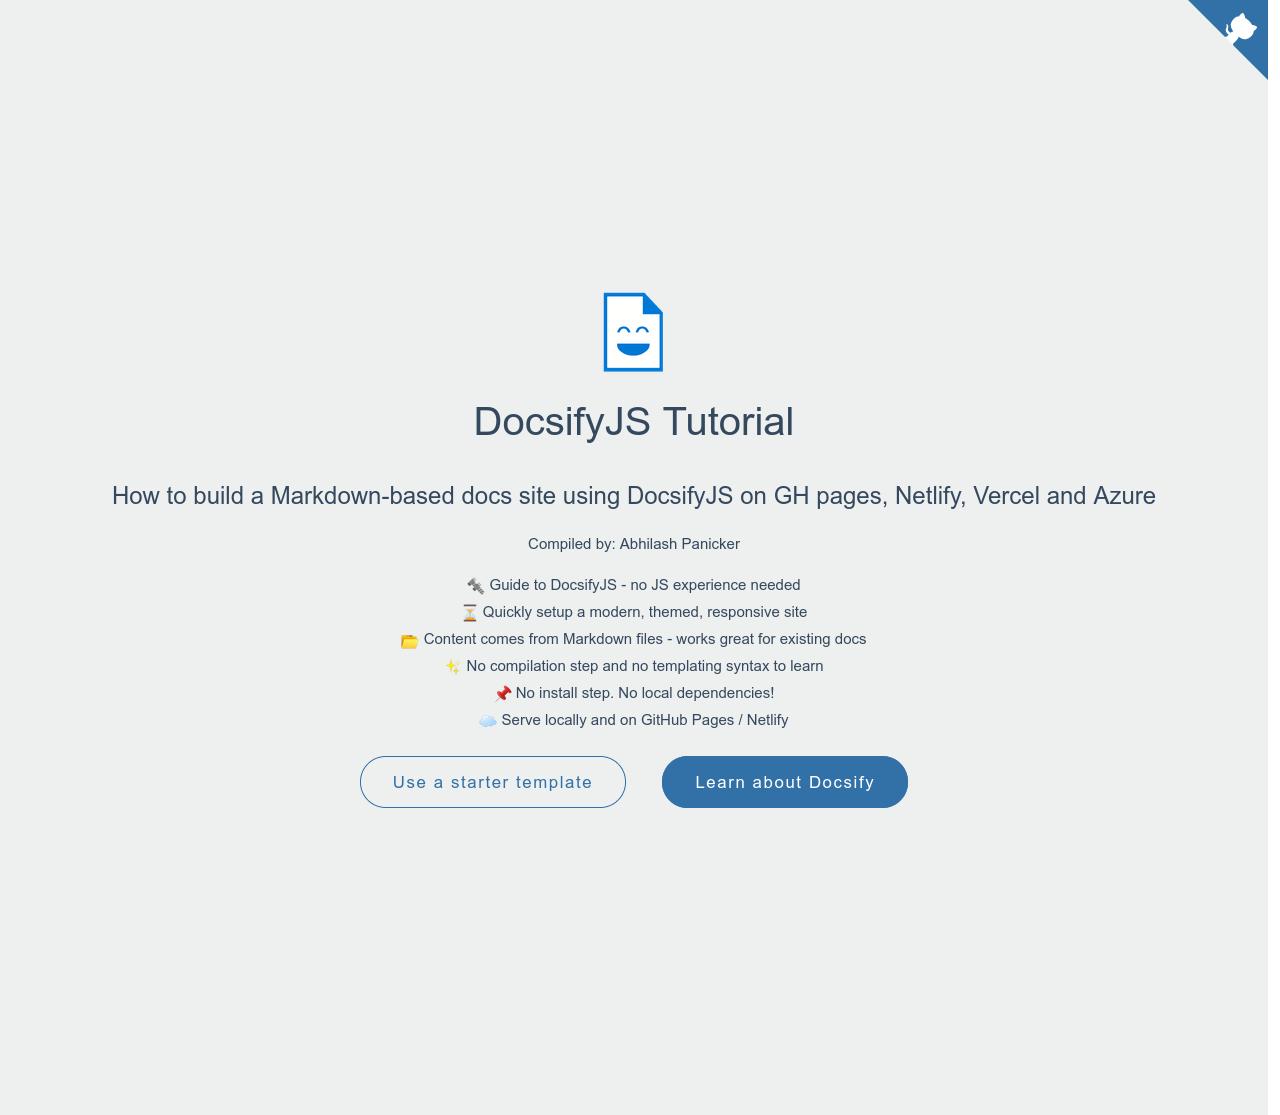 DocsifyJS Tutorial
How to build a Markdown-based docs site using DocsifyJS on GH pages, Netlify, Vercel and Azure
Compiled by: Abhilash Panicker
🔩 Guide to DocsifyJS - no JS experience needed
⏳ Quickly setup a modern, themed, responsive site
📂 Content comes from Markdown files - works great for existing docs
✨ No compilation step and no templating syntax to learn
📌 No install step. No local dependencies!
☁️ Serve locally and on GitHub Pages / Netlify
Use a starter template
Learn about Docsify